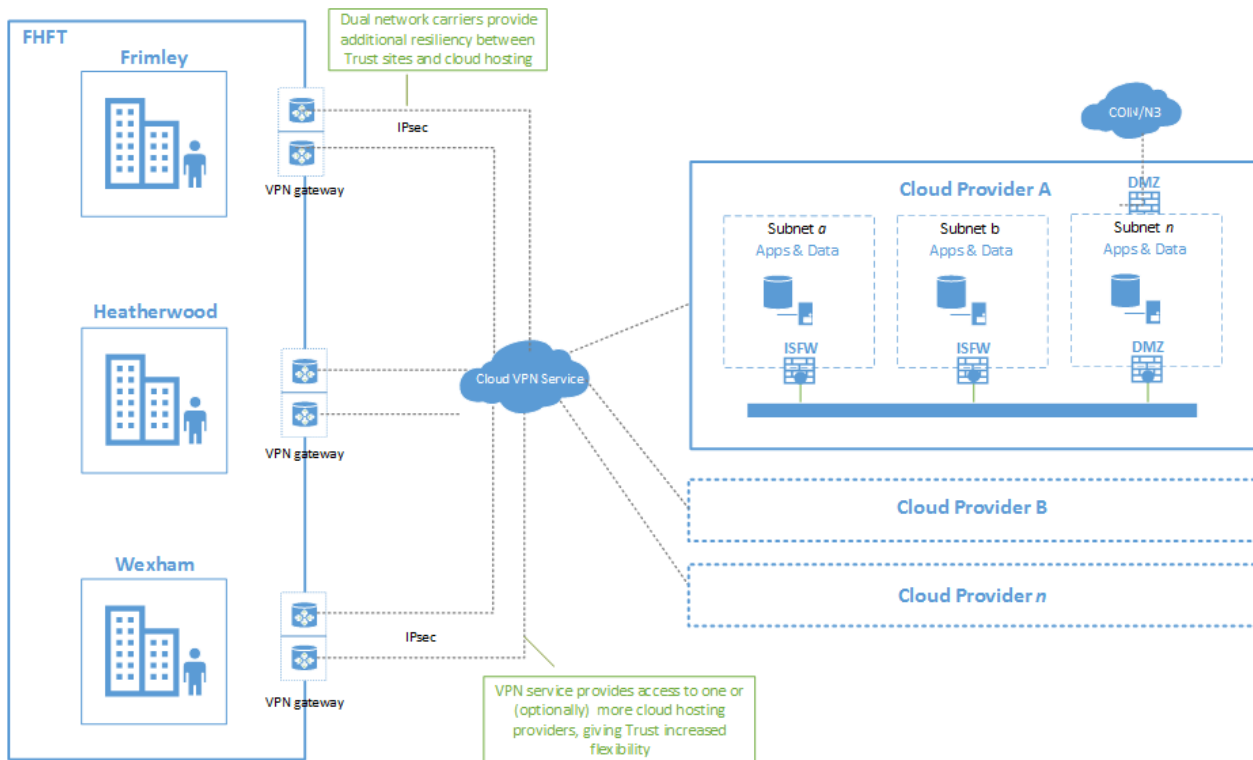 FHFT
Frimley
VPN gateway
Heatherwood
VPN gateway
Wexham
VPN gateway
Dual network carriers provide
additional resiliency between
Trust sites and cloud hosting
IPsec
Cloud VPN Service
IPsec
VPN service provides access to one or
(optionally) more cloud hosting
providers, giving Trust increased
flexibility
COIN/N3
Cloud Provider A
DMZ
Subnet a
Apps & Data
ISFW
Subnet b
Apps & Data
ISFW
Subnet n
Apps & Data
DMZ
Cloud Provider B
Cloud Provider n